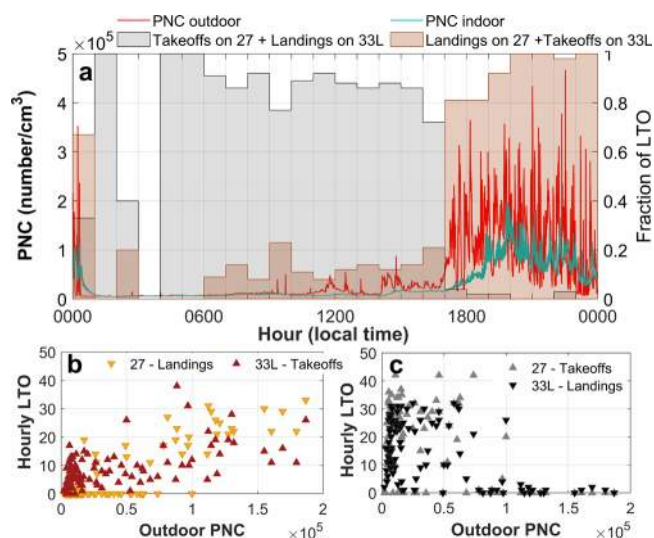 PNC outdoor PNC indoor
Takeoffs on 27 + Landings on 33L Landings on 27 +Takeoffs on 33L
×10⁵
a
5
4
3
2
1
0
PNC (number/cm³)
1
0.8
0.6
0.4
0.2
0
Fraction of LTO
0000 0600 1200 1800 0000
Hour (local time)
b
27 - Landings 33L - Takeoffs
50
40
30
20
10
0
Hourly LTO
0 0.5 1 1.5 2
Outdoor PNC ×10⁵
c
27 - Takeoffs
33L - Landings
50
40
30
20
10
0
Hourly LTO
0 0.5 1 1.5 2
Outdoor PNC ×10⁵